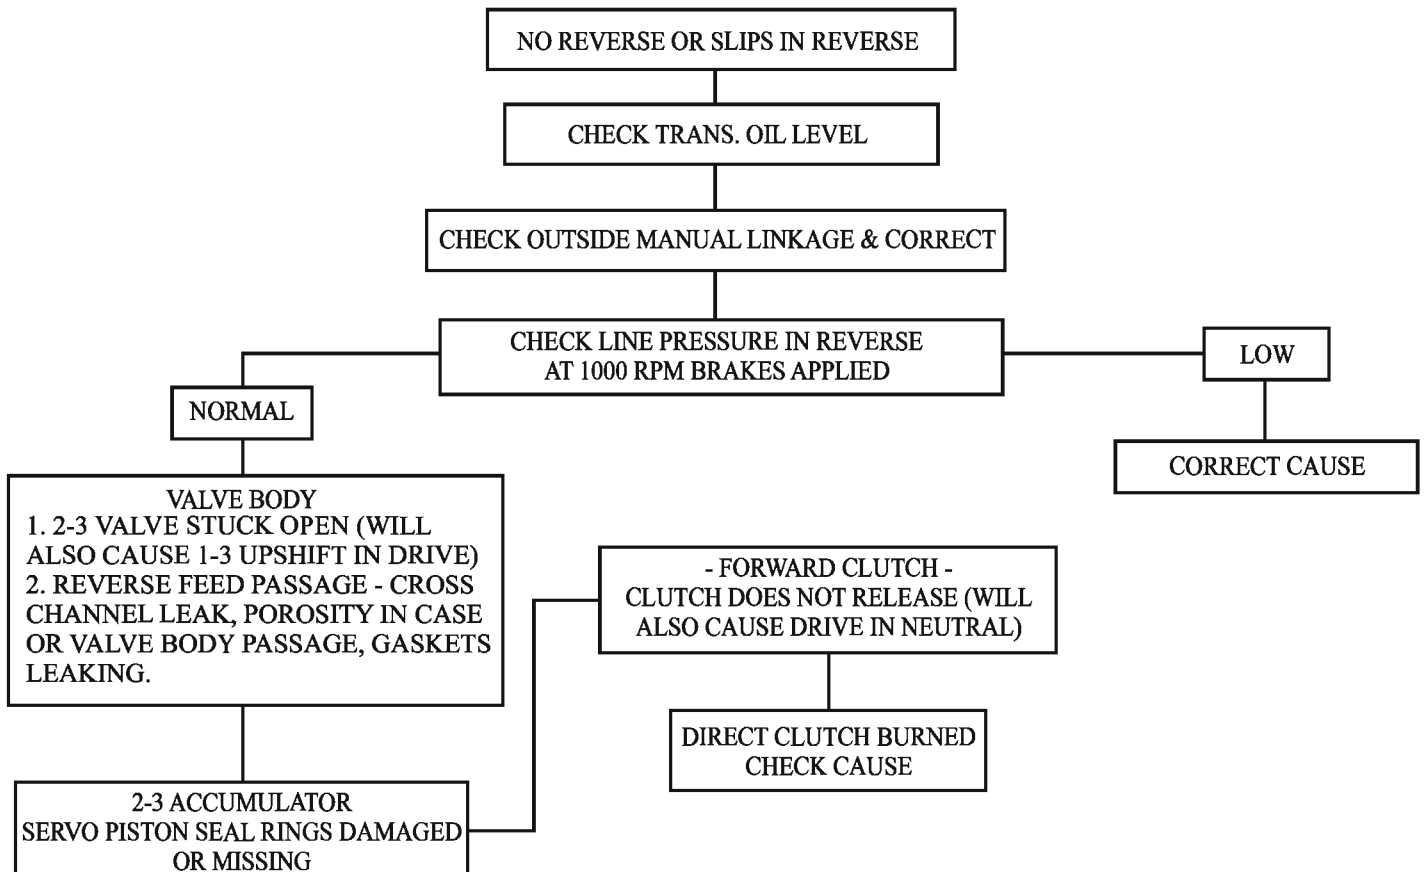 NO REVERSE OR SLIPS IN REVERSE
CHECK TRANS. OIL LEVEL
CHECK OUTSIDE MANUAL LINKAGE & CORRECT
CHECK LINE PRESSURE IN REVERSE
AT 1000 RPM BRAKES APPLIED
LOW
NORMAL
CORRECT CAUSE
VALVE BODY
1. 2-3 VALVE STUCK OPEN (WILL
ALSO CAUSE 1-3 UPSHIFT IN DRIVE)
2. REVERSE FEED PASSAGE - CROSS
CHANNEL LEAK, POROSITY IN CASE
OR VALVE BODY PASSAGE, GASKETS
LEAKING.
- FORWARD CLUTCH -
CLUTCH DOES NOT RELEASE (WILL
ALSO CAUSE DRIVE IN NEUTRAL)
DIRECT CLUTCH BURNED
CHECK CAUSE
2-3 ACCUMULATOR
SERVO PISTON SEAL RINGS DAMAGED
OR MISSING